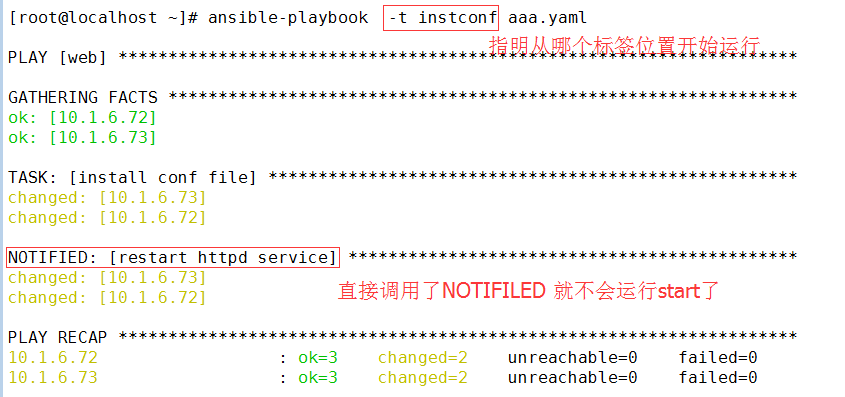 [root@localhost ~]# ansible-playbook -t instconf aaa.yaml
指明从哪个标签位置开始运行
PLAY [web] ********************************************************************
GATHERING FACTS ***************************************************************
ok: [10.1.6.72]
ok: [10.1.6.73]
TASK: [install conf file] *****************************************************
changed: [10.1.6.73]
changed: [10.1.6.72]
NOTIFIED: [restart httpd service] *********************************************
changed: [10.1.6.73]
changed: [10.1.6.72]
直接调用了NOTIFILED 就不会运行start了
PLAY RECAP ********************************************************************
10.1.6.72 : ok=3 changed=2 unreachable=0 failed=0
10.1.6.73 : ok=3 changed=2 unreachable=0 failed=0